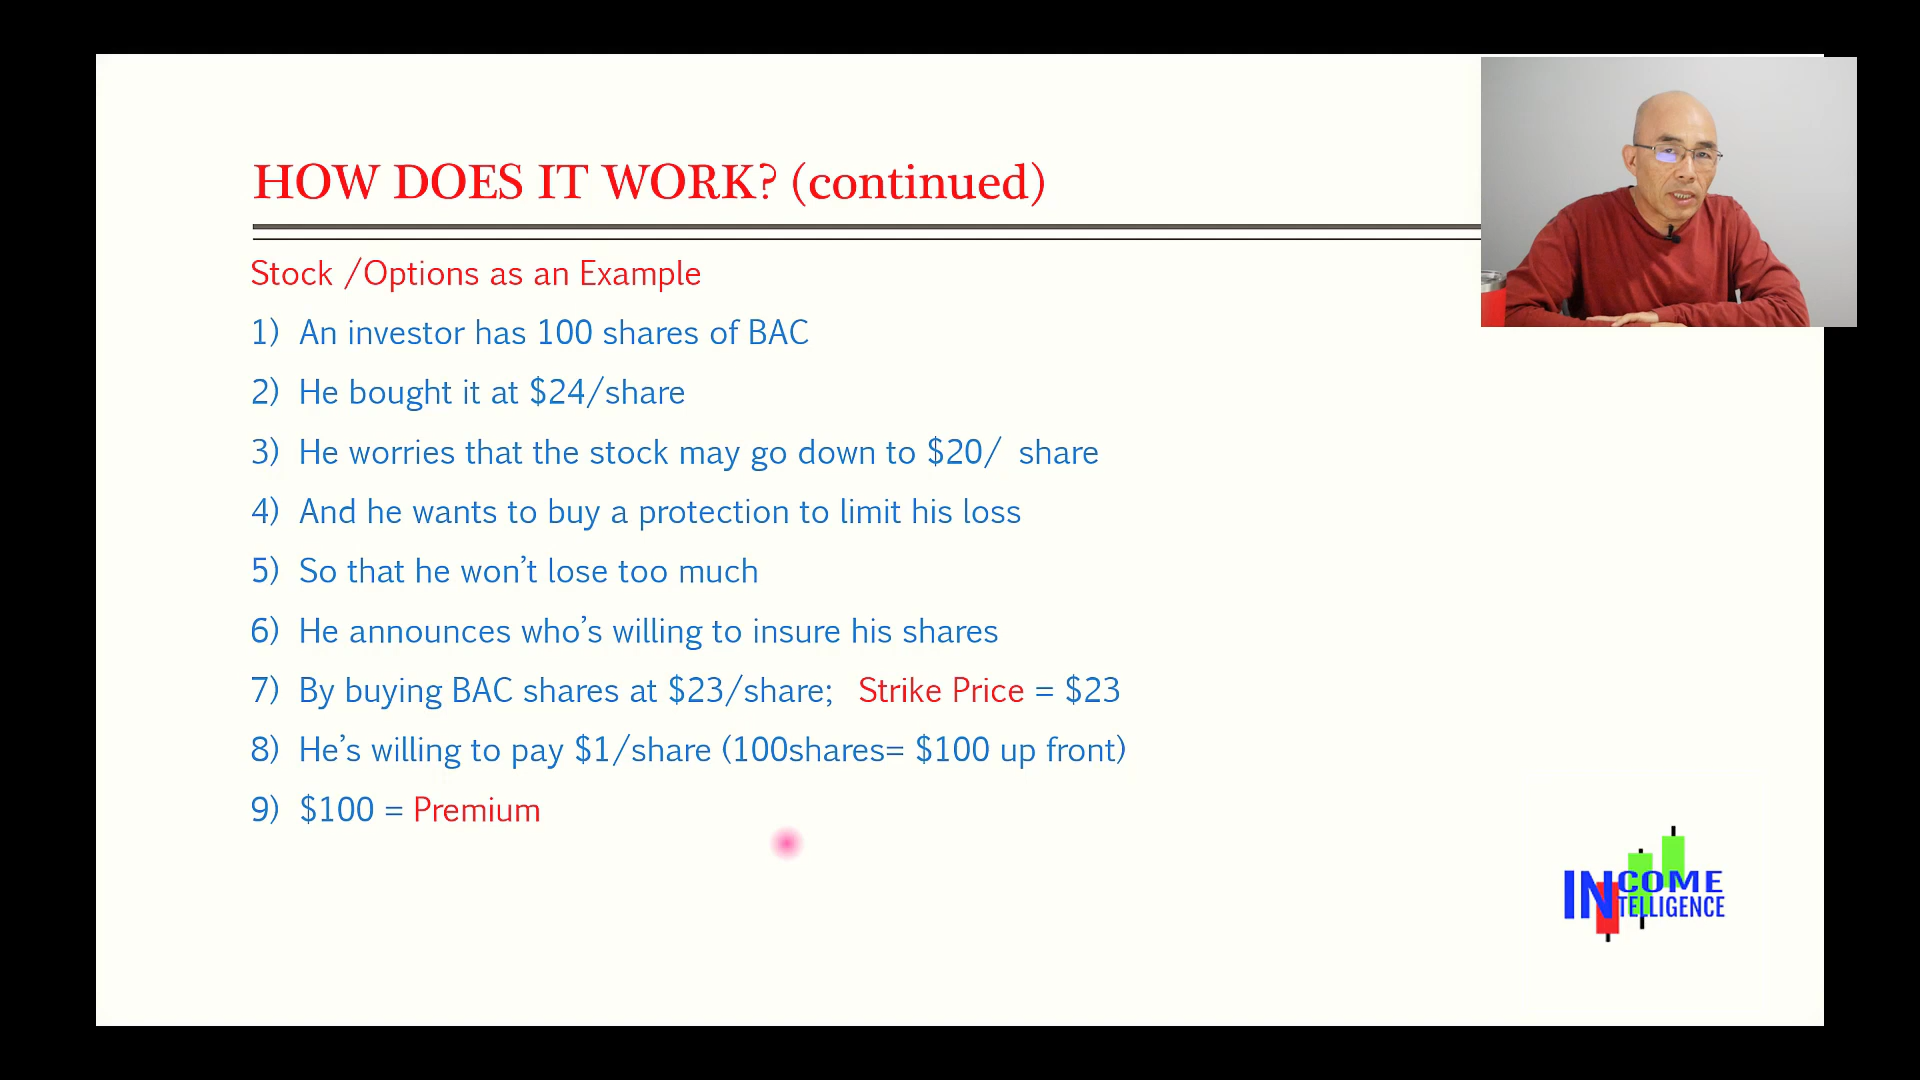 HOW DOES IT WORK? (continued)
Stock /Options as an Example
1) An investor has 100 shares of BAC
2) He bought it at $24/share
3) He worries that the stock may go down to $20/ share
4) And he wants to buy a protection to limit his loss
5) So that he won’t lose too much
6) He announces who’s willing to insure his shares
7) By buying BAC shares at $23/share; Strike Price = $23
8) He’s willing to pay $1/share (100shares= $100 up front)
9) $100 = Premium
INCOME
TELLIGENCE